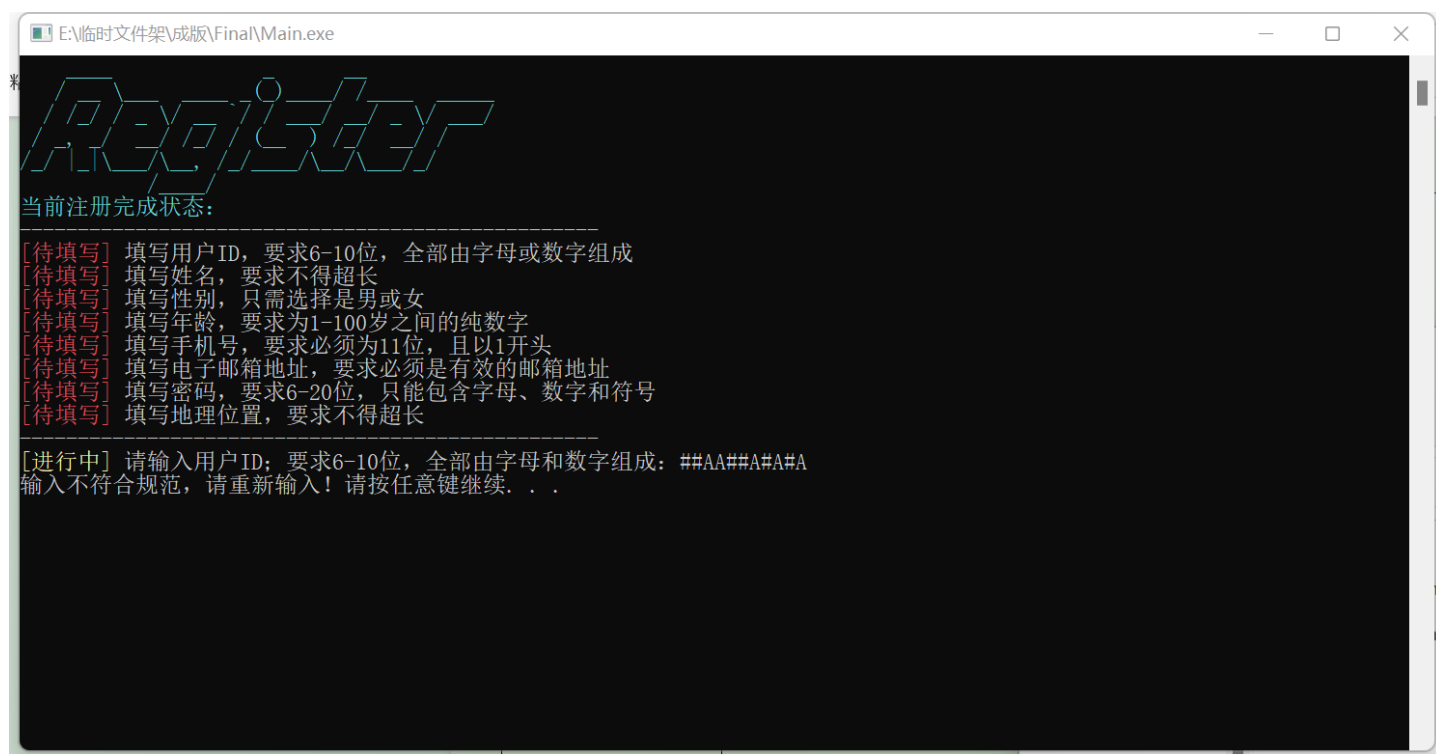 E:\临时文件架\成版\Final\Main.exe
Register
当前注册完成状态：
--------------------------------------------------
[待填写] 填写用户ID，要求6-10位，全部由字母或数字组成
[待填写] 填写姓名，要求不得超长
[待填写] 填写性别，只需选择是男或女
[待填写] 填写年龄，要求为1-100岁之间的纯数字
[待填写] 填写手机号，要求必须为11位，且以1开头
[待填写] 填写电子邮箱地址，要求必须是有效的邮箱地址
[待填写] 填写密码，要求6-20位，只能包含字母、数字和符号
[待填写] 填写地理位置，要求不得超长
--------------------------------------------------
[进行中] 请输入用户ID；要求6-10位，全部由字母和数字组成：##AA##A#A#A
输入不符合规范，请重新输入！请按任意键继续. . .